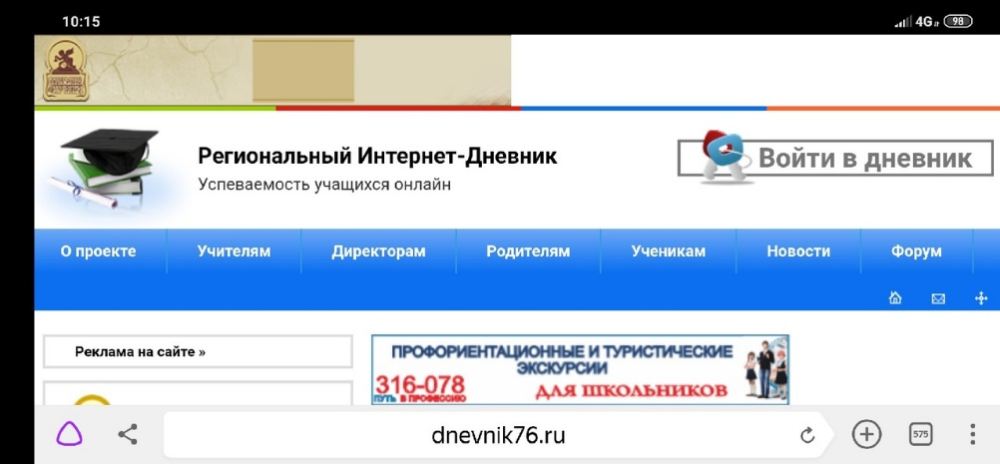 10:15
4G
98
Региональный Интернет-Дневник
Успеваемость учащихся онлайн
Войти в дневник
О проекте
Учителям
Директорам
Родителям
Ученикам
Новости
Форум
Реклама на сайте »
ПРОФОРИЕНТАЦИОННЫЕ И ТУРИСТИЧЕСКИЕ
ЭКСКУРСИИ
316-078
ДЛЯ ШКОЛЬНИКОВ
ПУТЬ В ПРОФЕССИЮ
dnevnik76.ru
575